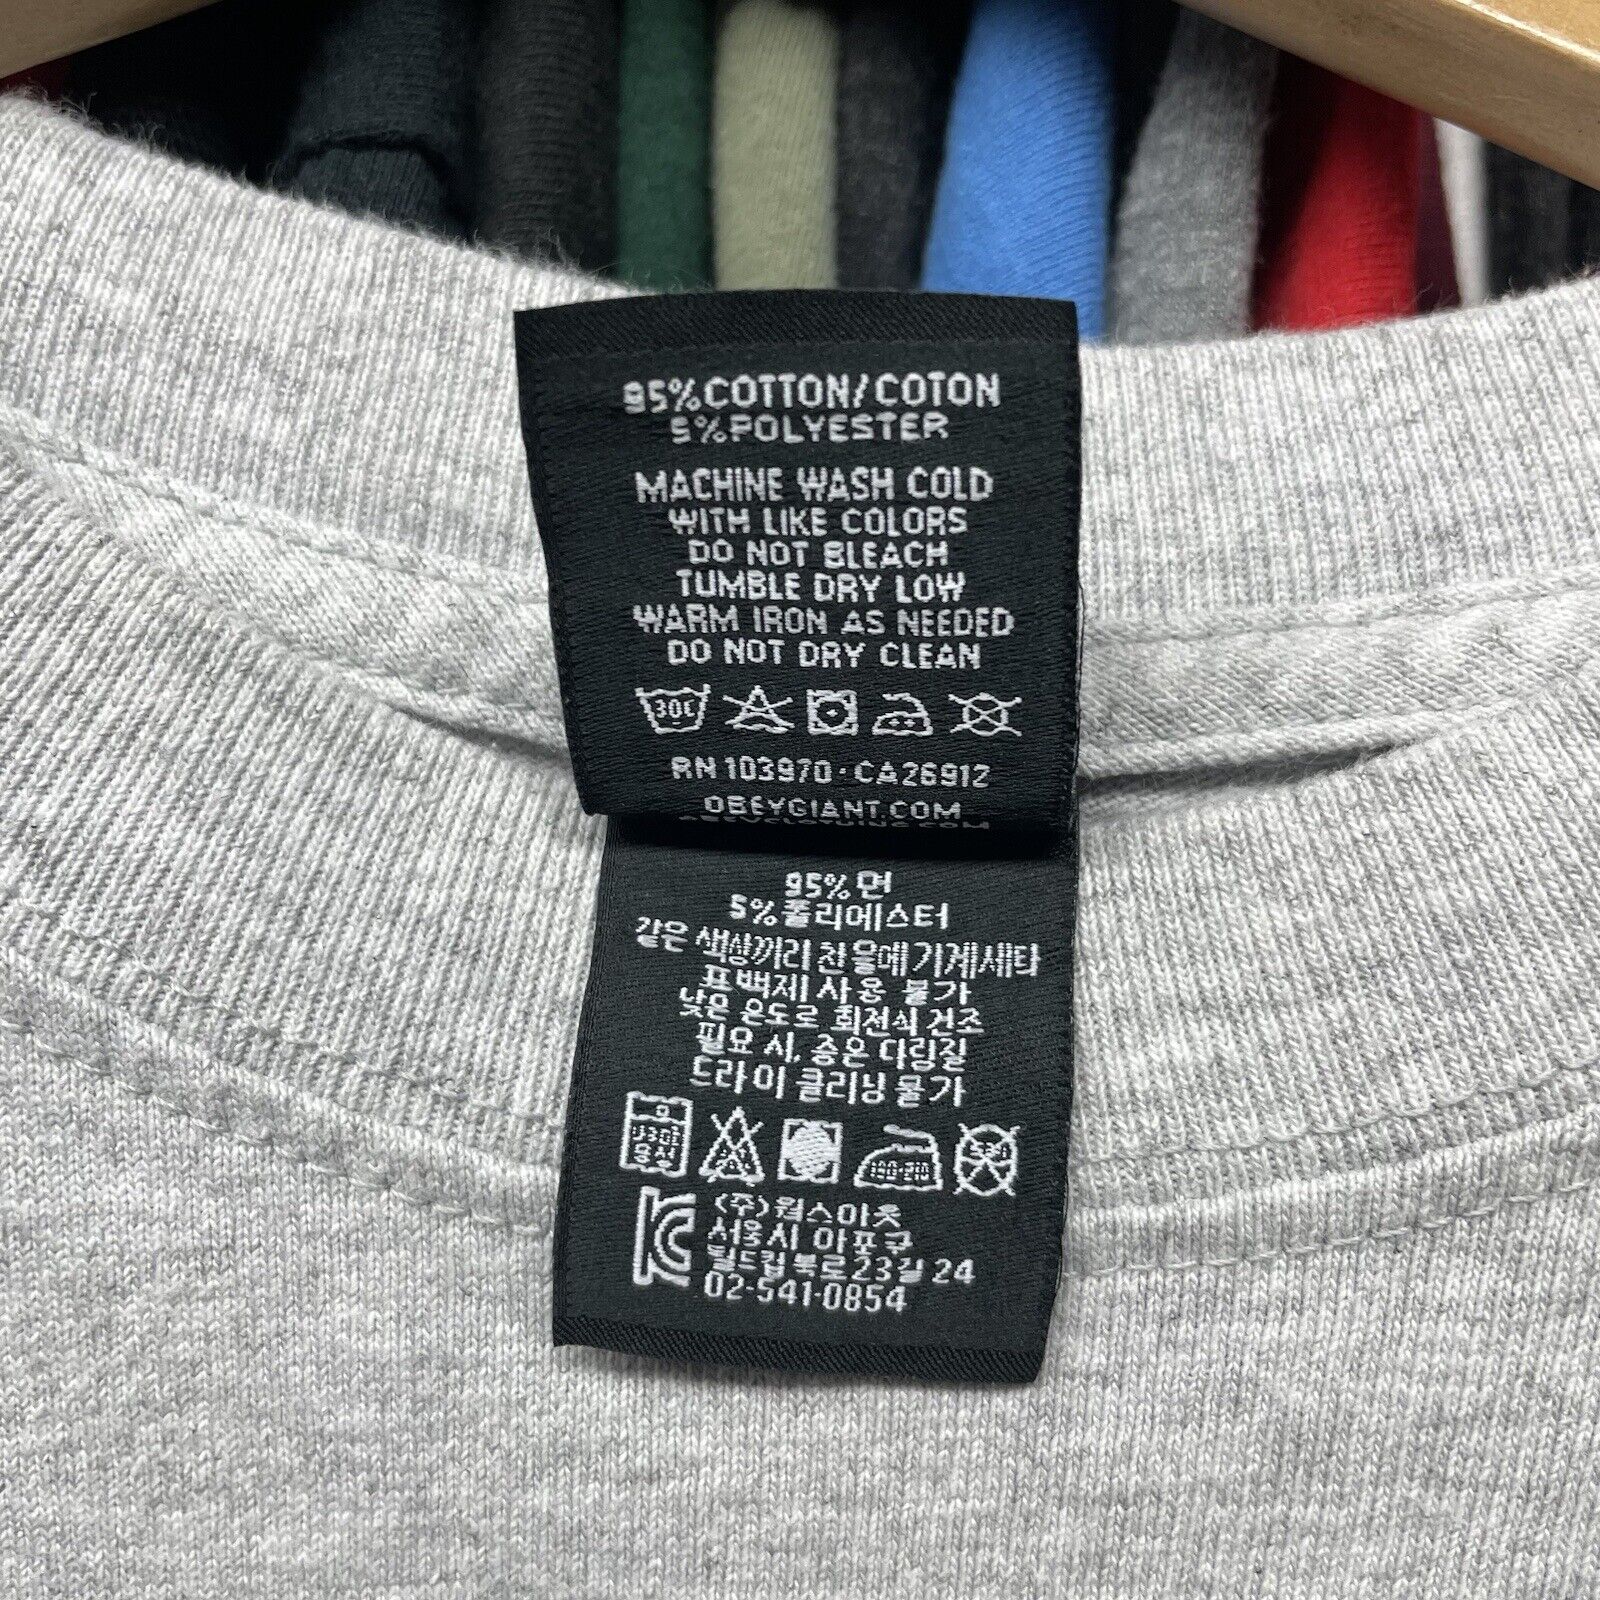 95% COTTON/COTON
5% POLYESTER
MACHINE WASH COLD
WITH LIKE COLORS
DO NOT BLEACH
TUMBLE DRY LOW
WARM IRON AS NEEDED
DO NOT DRY CLEAN
30C
RN 103970 · CA26912
OBEYGIANT.COM
95% 면
5% 폴리에스터
같은 색상끼리 찬 물에 기계세탁
표백제 사용 불가
낮은 온도로 회전식 건조
필요 시, 좋은 다림질
드라이 클리닝 불가
(주)웜스아웃
서울시 마포구
월드컵북로23길 24
02-541-0854